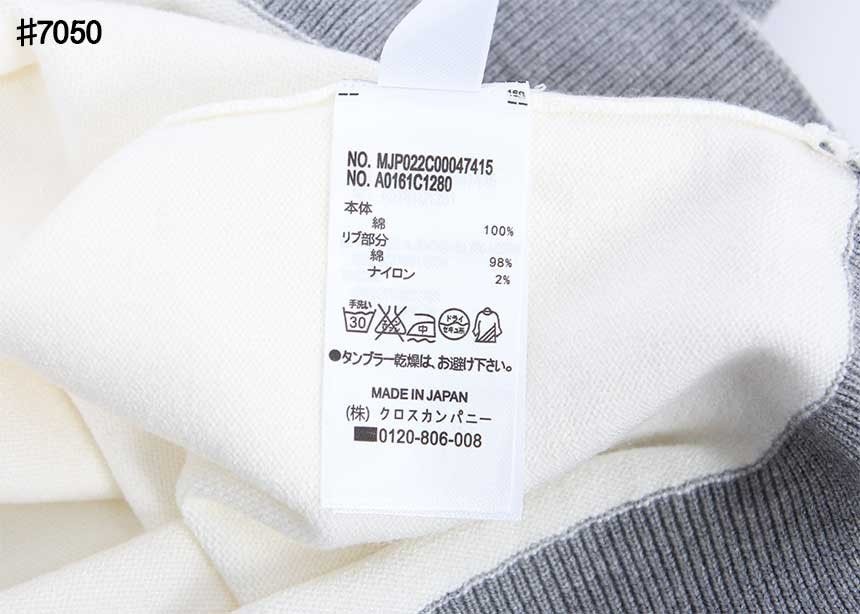 #7050
NO. MJP022C00047415
NO. A0161C1280
本体
綿 100%
リブ部分
綿 98%
ナイロン 2%
手洗い
30 中 ドライ
セキユ系
●タンブラー乾燥は、お避け下さい。
MADE IN JAPAN
(株) クロスカンパニー
0120-806-008